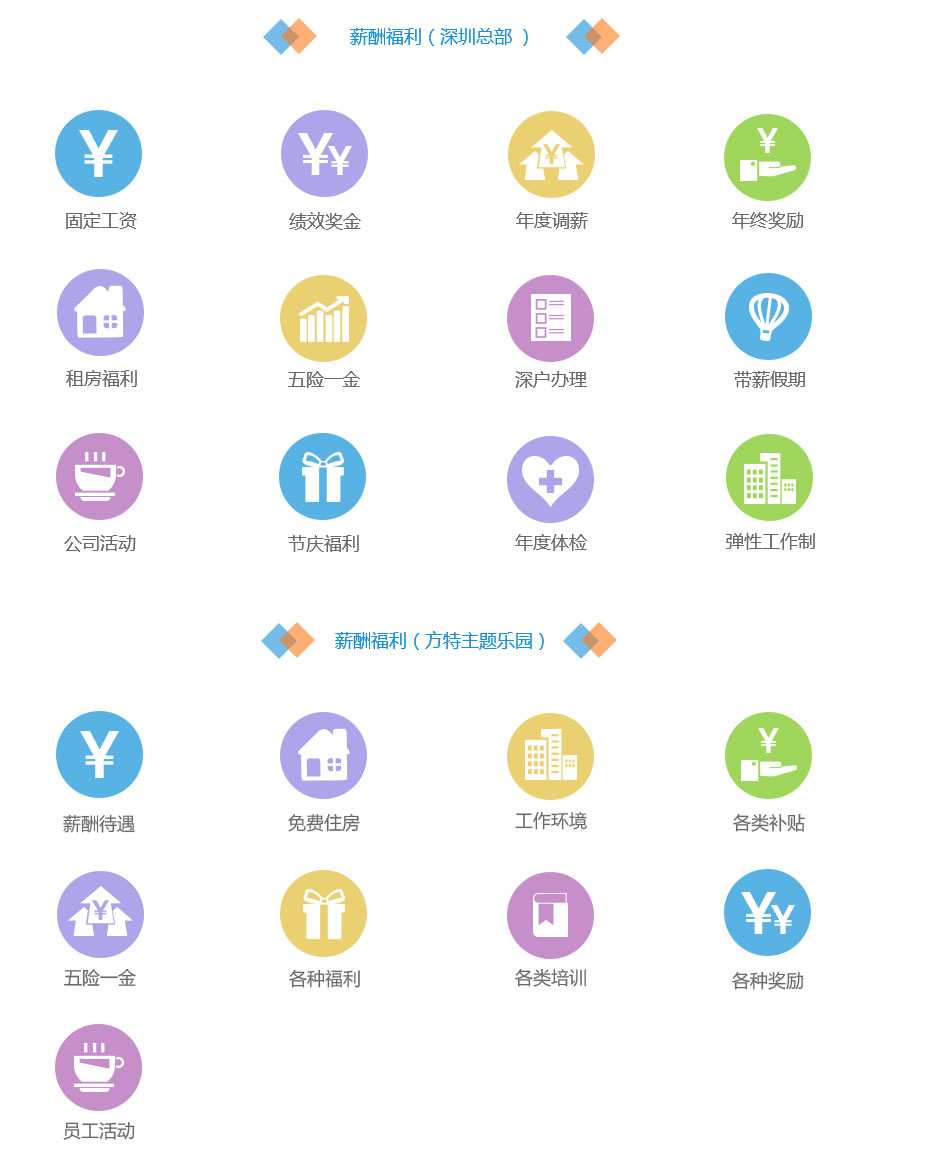 薪酬福利（深圳总部 ）
¥ ¥¥ ¥ ¥
固定工资 绩效奖金 年度调薪 年终奖励
租房福利 五险一金 深户办理 带薪假期
公司活动 节庆福利 年度体检 弹性工作制
薪酬福利（方特主题乐园）
¥ ¥
薪酬待遇 免费住房 工作环境 各类补贴
¥ ¥¥
五险一金 各种福利 各类培训 各种奖励
员工活动